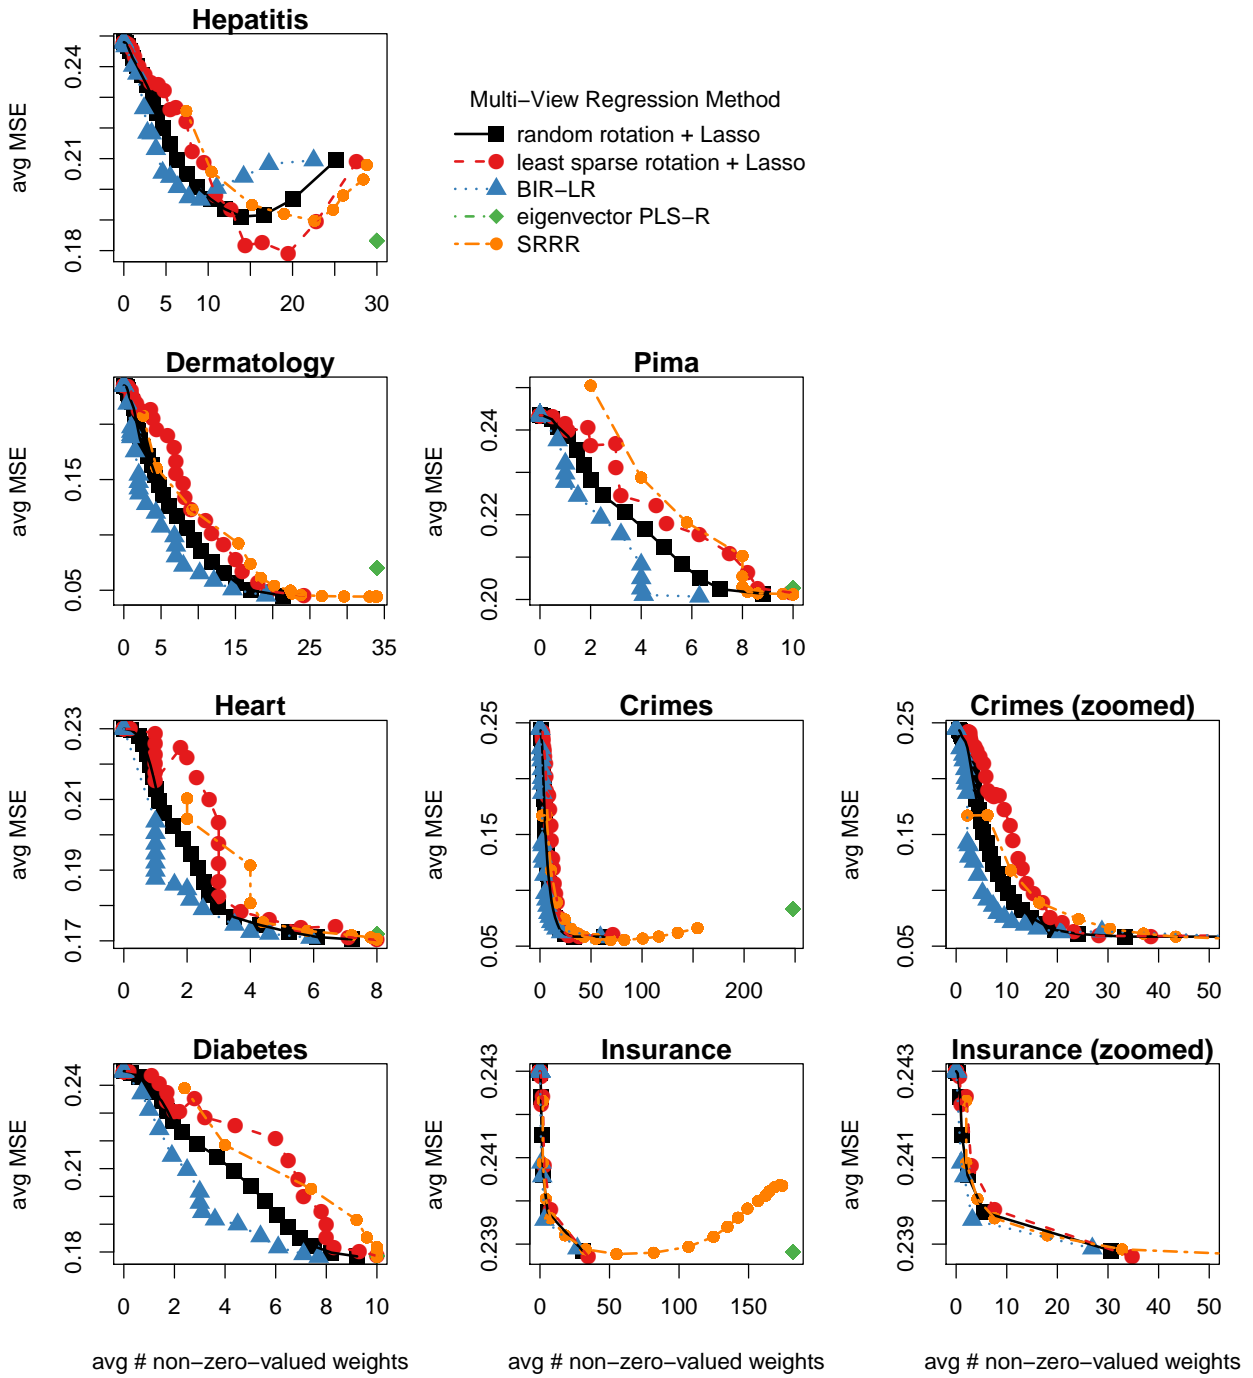 Hepatitis
avg MSE
0.24
0.21
0.18
0 5 10 20 30
Multi−View Regression Method
random rotation + Lasso
least sparse rotation + Lasso
BIR−LR
eigenvector PLS−R
SRRR
Dermatology
avg MSE
0.15
0.05
0 5 15 25 35
Pima
avg MSE
0.24
0.22
0.20
0 2 4 6 8 10
Heart
avg MSE
0.23
0.21
0.19
0.17
0 2 4 6 8
Crimes
avg MSE
0.25
0.15
0.05
0 50 100 200
Crimes (zoomed)
avg MSE
0.25
0.15
0.05
0 10 20 30 40 50
Diabetes
avg MSE
0.24
0.21
0.18
0 2 4 6 8 10
avg # non−zero−valued weights
Insurance
avg MSE
0.243
0.241
0.239
0 50 100 150
avg # non−zero−valued weights
Insurance (zoomed)
avg MSE
0.243
0.241
0.239
0 10 20 30 40 50
avg # non−zero−valued weights